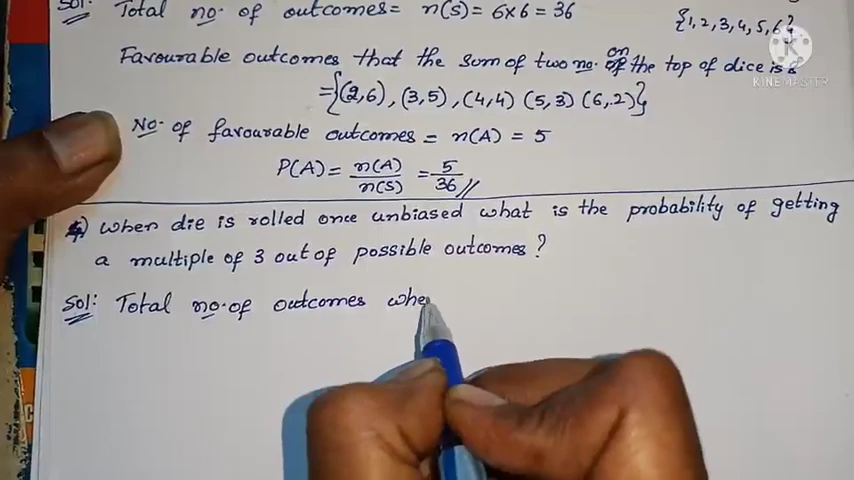 Sol:
Total no. of outcomes = n(S) = 6×6 = 36
{1,2,3,4,5,6}
Favourable outcomes that the sum of two no. on of the top of dice is 8
= {(2,6), (3,5), (4,4) (5,3) (6,2)}
No. of favourable outcomes = n(A) = 5
P(A) = n(A)/n(S) = 5/36 //
4) when die is rolled once unbiased what is the probability of getting
a multiple of 3 out of possible outcomes?
Sol: Total no. of outcomes whe
K
KINEMASTER